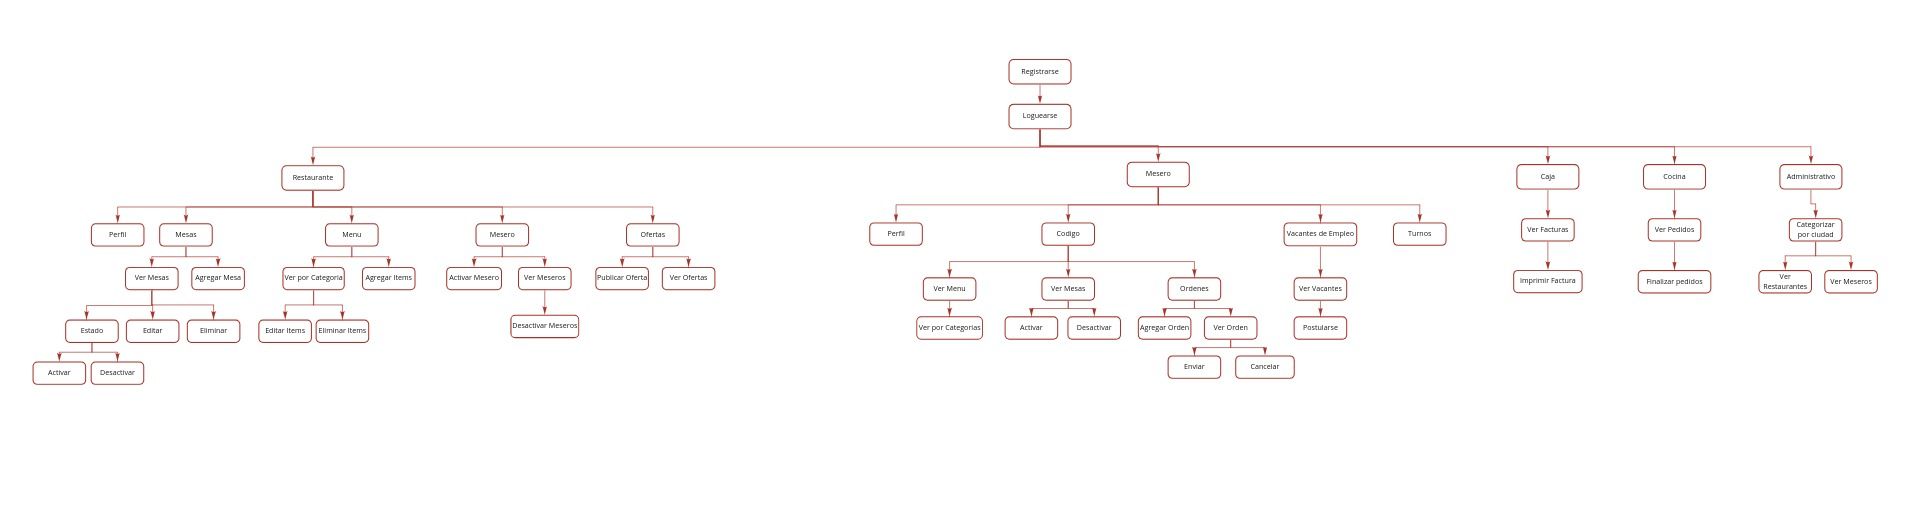 Registrarse
Loguearse
Restaurante
Mesero
Caja
Cocina
Administrativo
Perfil
Mesas
Menu
Mesero
Ofertas
Perfil
Codigo
Vacantes de Empleo
Turnos
Ver Facturas
Ver Pedidos
Categorizar
por ciudad
Ver Mesas
Agregar Mesa
Ver por Categoria
Agregar Items
Activar Mesero
Ver Meseros
Publicar Oferta
Ver Ofertas
Ver Menu
Ver Mesas
Ordenes
Ver Vacantes
Imprimir Factura
Finalizar pedidos
Ver
Restaurantes
Ver Meseros
Estado
Editar
Eliminar
Editar Items
Eliminar Items
Desactivar Meseros
Ver por Categorias
Activar
Desactivar
Agregar Orden
Ver Orden
Postularse
Activar
Desactivar
Enviar
Cancelar